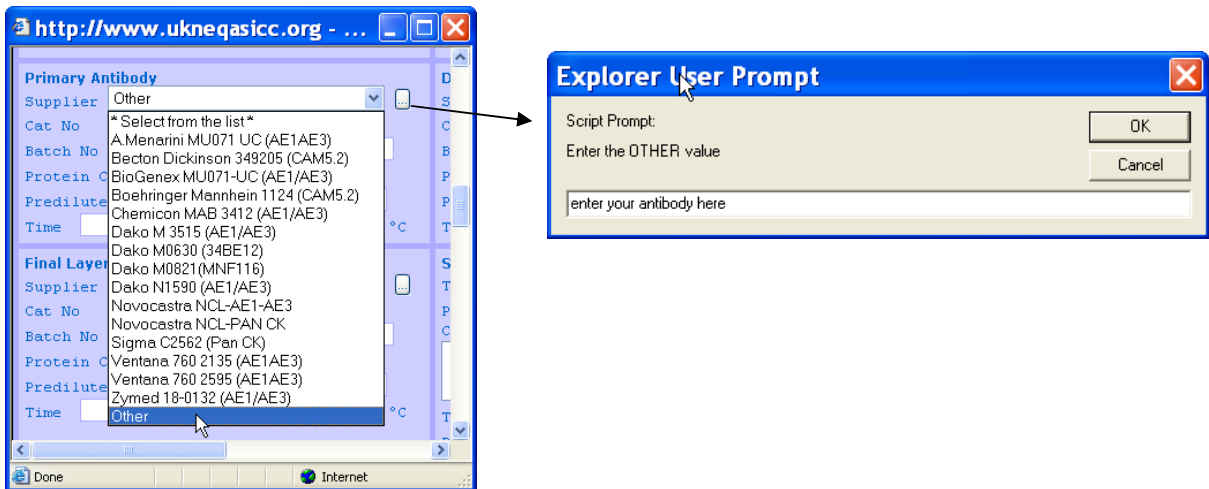 http://www.ukneqasicc.org - ...
Primary Antibody
Supplier Other ...
Cat No
Batch No
Protein C
Predilute
Time °C
* Select from the list *
A.Menarini MU071 UC (AE1AE3)
Becton Dickinson 349205 (CAM5.2)
BioGenex MU071-UC (AE1/AE3)
Boehringer Mannhein 1124 (CAM5.2)
Chemicon MAB 3412 (AE1/AE3)
Dako M 3515 (AE1/AE3)
Dako M0630 (34BE12)
Dako M0821(MNF116)
Dako N1590 (AE1/AE3)
Novocastra NCL-AE1-AE3
Novocastra NCL-PAN CK
Sigma C2562 (Pan CK)
Ventana 760 2135 (AE1AE3)
Ventana 760 2595 (AE1AE3)
Zymed 18-0132 (AE1/AE3)
Other
Final Layer
Supplier ...
Cat No
Batch No
Protein C
Predilute
Time °C
D
S
C
B
P
P
T
S
T
P
C
T
Done Internet
Explorer User Prompt
Script Prompt:
OK
Enter the OTHER value
Cancel
enter your antibody here